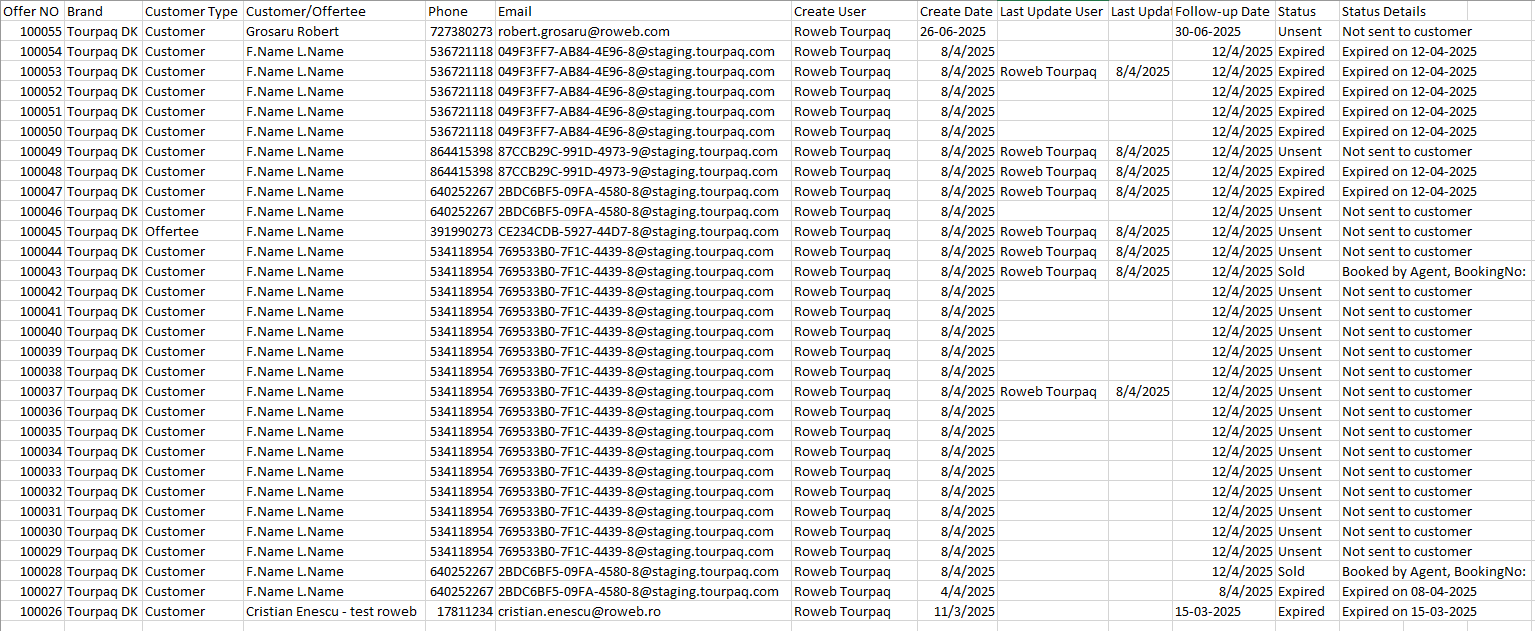 Offer NO Brand Customer Type Customer/Offertee Phone Email Create User Create Date Last Update User Last Updat Follow-up Date Status Status Details
100055 Tourpaq DK Customer Grosaru Robert 727380273 robert.grosaru@roweb.com Roweb Tourpaq 26-06-2025 30-06-2025 Unsent Not sent to customer
100054 Tourpaq DK Customer F.Name L.Name 536721118 049F3FF7-AB84-4E96-8@staging.tourpaq.com Roweb Tourpaq 8/4/2025 12/4/2025 Expired Expired on 12-04-2025
100053 Tourpaq DK Customer F.Name L.Name 536721118 049F3FF7-AB84-4E96-8@staging.tourpaq.com Roweb Tourpaq 8/4/2025 Roweb Tourpaq 8/4/2025 12/4/2025 Expired Expired on 12-04-2025
100052 Tourpaq DK Customer F.Name L.Name 536721118 049F3FF7-AB84-4E96-8@staging.tourpaq.com Roweb Tourpaq 8/4/2025 12/4/2025 Expired Expired on 12-04-2025
100051 Tourpaq DK Customer F.Name L.Name 536721118 049F3FF7-AB84-4E96-8@staging.tourpaq.com Roweb Tourpaq 8/4/2025 12/4/2025 Expired Expired on 12-04-2025
100050 Tourpaq DK Customer F.Name L.Name 536721118 049F3FF7-AB84-4E96-8@staging.tourpaq.com Roweb Tourpaq 8/4/2025 12/4/2025 Expired Expired on 12-04-2025
100049 Tourpaq DK Customer F.Name L.Name 864415398 87CCB29C-991D-4973-9@staging.tourpaq.com Roweb Tourpaq 8/4/2025 Roweb Tourpaq 8/4/2025 12/4/2025 Unsent Not sent to customer
100048 Tourpaq DK Customer F.Name L.Name 864415398 87CCB29C-991D-4973-9@staging.tourpaq.com Roweb Tourpaq 8/4/2025 Roweb Tourpaq 8/4/2025 12/4/2025 Expired Expired on 12-04-2025
100047 Tourpaq DK Customer F.Name L.Name 640252267 2BDC6BF5-09FA-4580-8@staging.tourpaq.com Roweb Tourpaq 8/4/2025 Roweb Tourpaq 8/4/2025 12/4/2025 Expired Expired on 12-04-2025
100046 Tourpaq DK Customer F.Name L.Name 640252267 2BDC6BF5-09FA-4580-8@staging.tourpaq.com Roweb Tourpaq 8/4/2025 12/4/2025 Unsent Not sent to customer
100045 Tourpaq DK Offertee F.Name L.Name 391990273 CE234CDB-5927-44D7-8@staging.tourpaq.com Roweb Tourpaq 8/4/2025 Roweb Tourpaq 8/4/2025 12/4/2025 Unsent Not sent to customer
100044 Tourpaq DK Customer F.Name L.Name 534118954 769533B0-7F1C-4439-8@staging.tourpaq.com Roweb Tourpaq 8/4/2025 Roweb Tourpaq 8/4/2025 12/4/2025 Unsent Not sent to customer
100043 Tourpaq DK Customer F.Name L.Name 534118954 769533B0-7F1C-4439-8@staging.tourpaq.com Roweb Tourpaq 8/4/2025 Roweb Tourpaq 8/4/2025 12/4/2025 Sold Booked by Agent, BookingNo:
100042 Tourpaq DK Customer F.Name L.Name 534118954 769533B0-7F1C-4439-8@staging.tourpaq.com Roweb Tourpaq 8/4/2025 12/4/2025 Unsent Not sent to customer
100041 Tourpaq DK Customer F.Name L.Name 534118954 769533B0-7F1C-4439-8@staging.tourpaq.com Roweb Tourpaq 8/4/2025 12/4/2025 Unsent Not sent to customer
100040 Tourpaq DK Customer F.Name L.Name 534118954 769533B0-7F1C-4439-8@staging.tourpaq.com Roweb Tourpaq 8/4/2025 12/4/2025 Unsent Not sent to customer
100039 Tourpaq DK Customer F.Name L.Name 534118954 769533B0-7F1C-4439-8@staging.tourpaq.com Roweb Tourpaq 8/4/2025 12/4/2025 Unsent Not sent to customer
100038 Tourpaq DK Customer F.Name L.Name 534118954 769533B0-7F1C-4439-8@staging.tourpaq.com Roweb Tourpaq 8/4/2025 12/4/2025 Unsent Not sent to customer
100037 Tourpaq DK Customer F.Name L.Name 534118954 769533B0-7F1C-4439-8@staging.tourpaq.com Roweb Tourpaq 8/4/2025 Roweb Tourpaq 8/4/2025 12/4/2025 Unsent Not sent to customer
100036 Tourpaq DK Customer F.Name L.Name 534118954 769533B0-7F1C-4439-8@staging.tourpaq.com Roweb Tourpaq 8/4/2025 12/4/2025 Unsent Not sent to customer
100035 Tourpaq DK Customer F.Name L.Name 534118954 769533B0-7F1C-4439-8@staging.tourpaq.com Roweb Tourpaq 8/4/2025 12/4/2025 Unsent Not sent to customer
100034 Tourpaq DK Customer F.Name L.Name 534118954 769533B0-7F1C-4439-8@staging.tourpaq.com Roweb Tourpaq 8/4/2025 12/4/2025 Unsent Not sent to customer
100033 Tourpaq DK Customer F.Name L.Name 534118954 769533B0-7F1C-4439-8@staging.tourpaq.com Roweb Tourpaq 8/4/2025 12/4/2025 Unsent Not sent to customer
100032 Tourpaq DK Customer F.Name L.Name 534118954 769533B0-7F1C-4439-8@staging.tourpaq.com Roweb Tourpaq 8/4/2025 12/4/2025 Unsent Not sent to customer
100031 Tourpaq DK Customer F.Name L.Name 534118954 769533B0-7F1C-4439-8@staging.tourpaq.com Roweb Tourpaq 8/4/2025 12/4/2025 Unsent Not sent to customer
100030 Tourpaq DK Customer F.Name L.Name 534118954 769533B0-7F1C-4439-8@staging.tourpaq.com Roweb Tourpaq 8/4/2025 12/4/2025 Unsent Not sent to customer
100029 Tourpaq DK Customer F.Name L.Name 534118954 769533B0-7F1C-4439-8@staging.tourpaq.com Roweb Tourpaq 8/4/2025 12/4/2025 Unsent Not sent to customer
100028 Tourpaq DK Customer F.Name L.Name 640252267 2BDC6BF5-09FA-4580-8@staging.tourpaq.com Roweb Tourpaq 8/4/2025 12/4/2025 Sold Booked by Agent, BookingNo:
100027 Tourpaq DK Customer F.Name L.Name 640252267 2BDC6BF5-09FA-4580-8@staging.tourpaq.com Roweb Tourpaq 4/4/2025 8/4/2025 Expired Expired on 08-04-2025
100026 Tourpaq DK Customer Cristian Enescu - test roweb 17811234 cristian.enescu@roweb.ro Roweb Tourpaq 11/3/2025 15-03-2025 Expired Expired on 15-03-2025